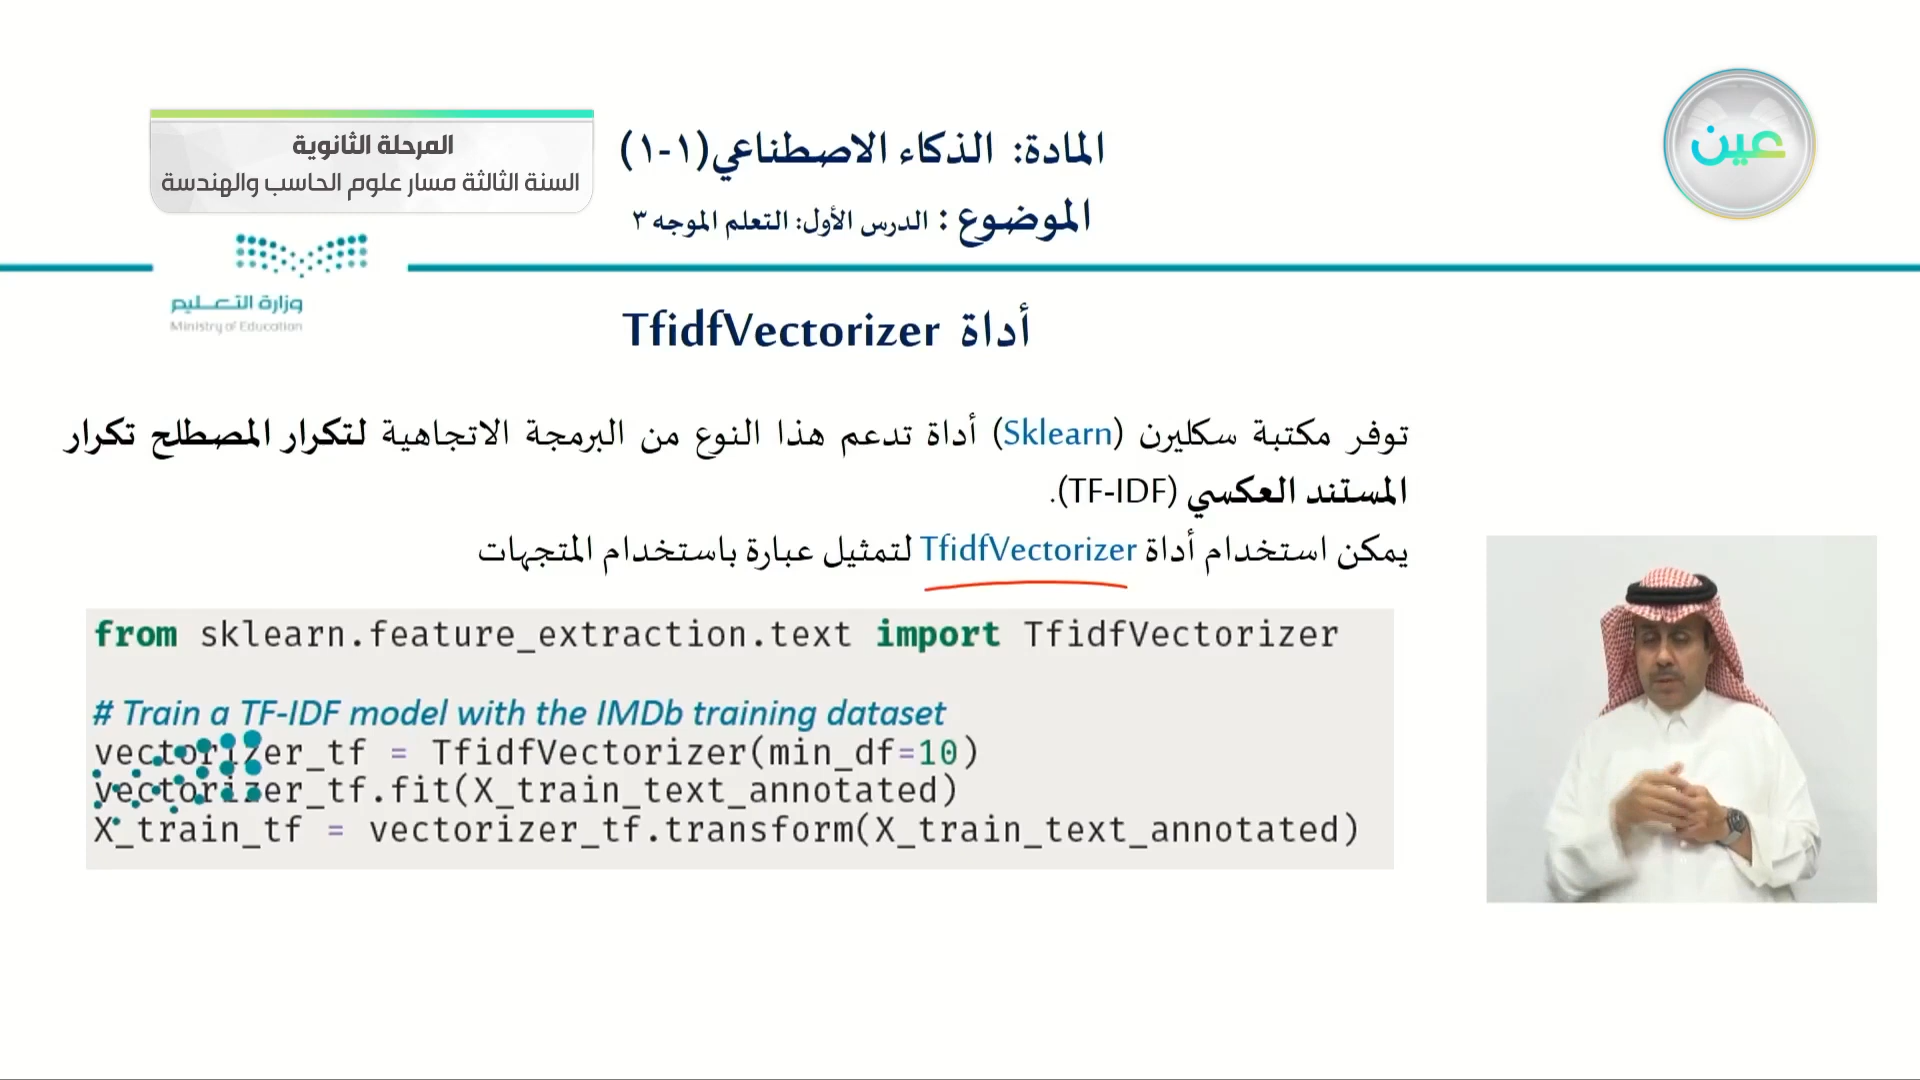 المرحلة الثانوية
السنة الثالثة مسار علوم الحاسب والهندسة
المادة: الذكاء الاصطناعي(١-١)
الموضوع : الدرس الأول: التعلم الموجه ٣
عين
وزارة التعليم
Ministry of Education
أداة TfidfVectorizer
توفر مكتبة سكليرن (Sklearn) أداة تدعم هذا النوع من البرمجة الاتجاهية لتكرار المصطلح تكرار
المستند العكسي (TF-IDF).
يمكن استخدام أداة TfidfVectorizer لتمثيل عبارة باستخدام المتجهات
from sklearn.feature_extraction.text import TfidfVectorizer
# Train a TF-IDF model with the IMDb training dataset
vectorizer_tf = TfidfVectorizer(min_df=10)
vectorizer_tf.fit(X_train_text_annotated)
X_train_tf = vectorizer_tf.transform(X_train_text_annotated)